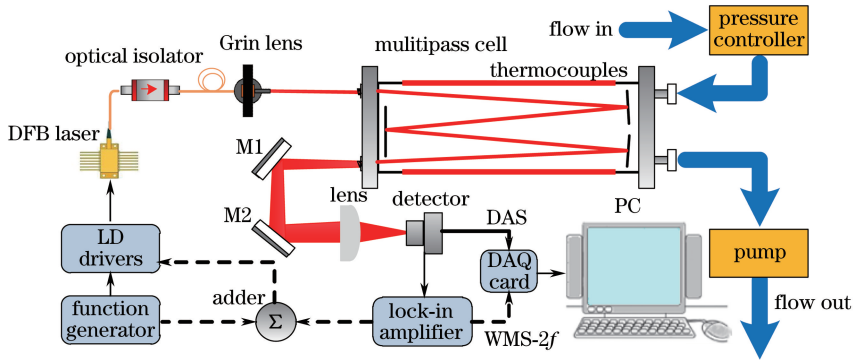 flow in
pressure
controller
optical isolator
Grin lens
mulitipass cell
thermocouples
DFB laser
M1
M2
lens
detector
DAS
PC
LD
drivers
DAQ
card
pump
adder
function
generator
Σ
lock-in
amplifier
WMS-2f
flow out